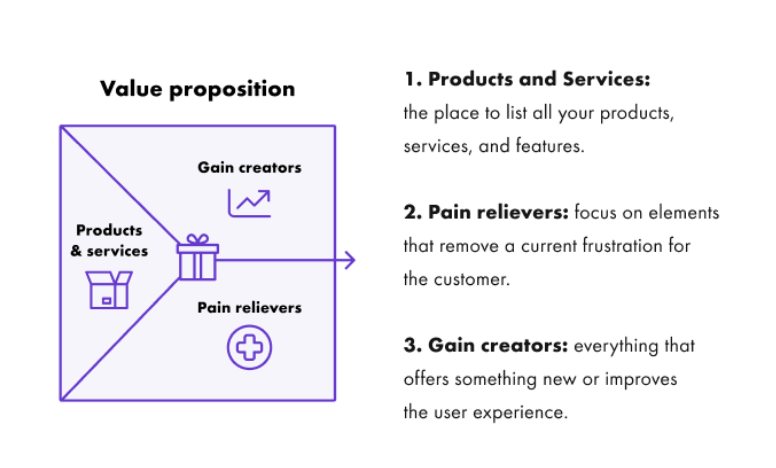 Value proposition
Gain creators
Products
& services
Pain relievers
1. Products and Services:
the place to list all your products,
services, and features.
2. Pain relievers: focus on elements
that remove a current frustration for
the customer.
3. Gain creators: everything that
offers something new or improves
the user experience.